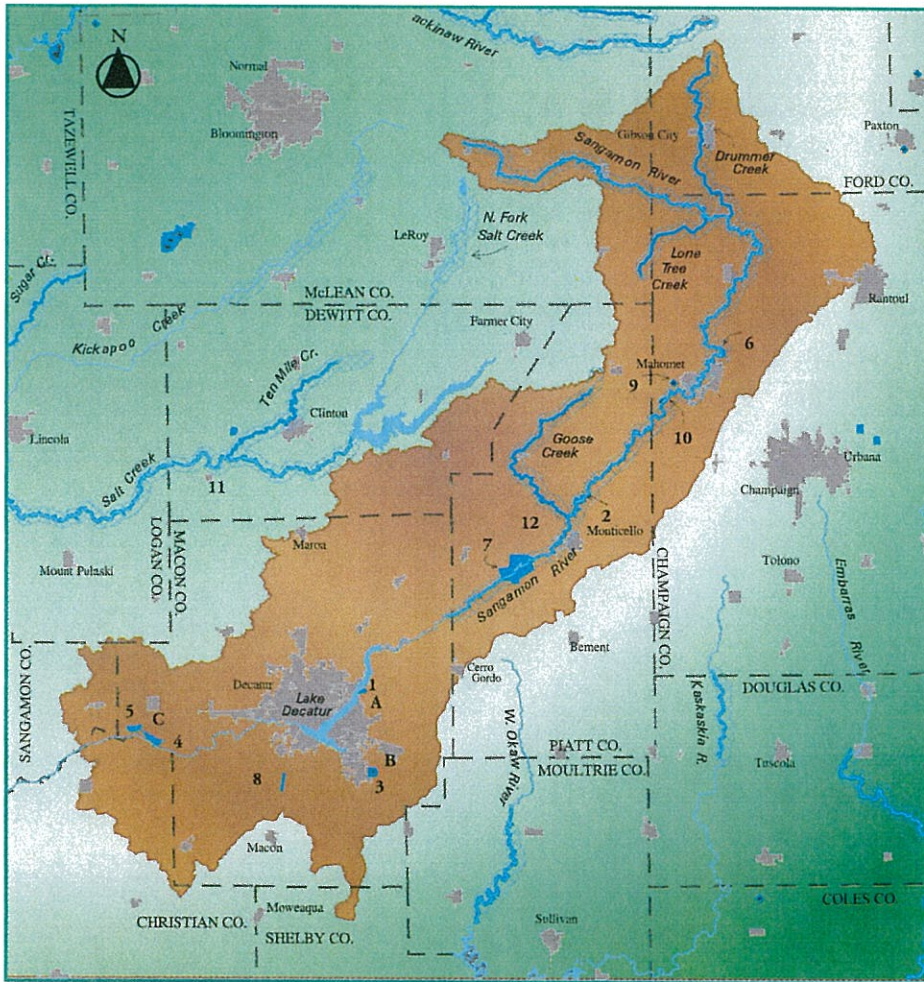 ackinaw River
N
Normal
TAZEWELL CO.
Bloomington
Gibson City
Paxton
Drummer
Creek
Sangamon River
FORD CO.
N. Fork
Salt Creek
LeRoy
Lone
Tree
Creek
Sugar Cr.
McLEAN CO.
DEWITT CO.
Rantoul
Kickapoo Creek
Farmer City
6
Ten Mile Cr.
Mahomet
9
Clinton
Lincoln
Goose
Creek
10
Urbana
Salt Creek
11
Champaign
2
12
Monticello
Maroa
7
MACON CO.
LOGAN CO.
Mount Pulaski
Sangamon River
CHAMPAIGN CO.
Tolono
Embarras River
Bement
SANGAMON CO.
Cerro
Gordo
Decatur
Lake
Decatur
1
A
DOUGLAS CO.
5
C
Kaskaskia R.
4
B
W. Okaw River
PIATT CO.
MOULTRIE CO.
Tuscola
8
3
Macon
COLES CO.
Moweaqua
CHRISTIAN CO.
SHELBY CO.
Sullivan